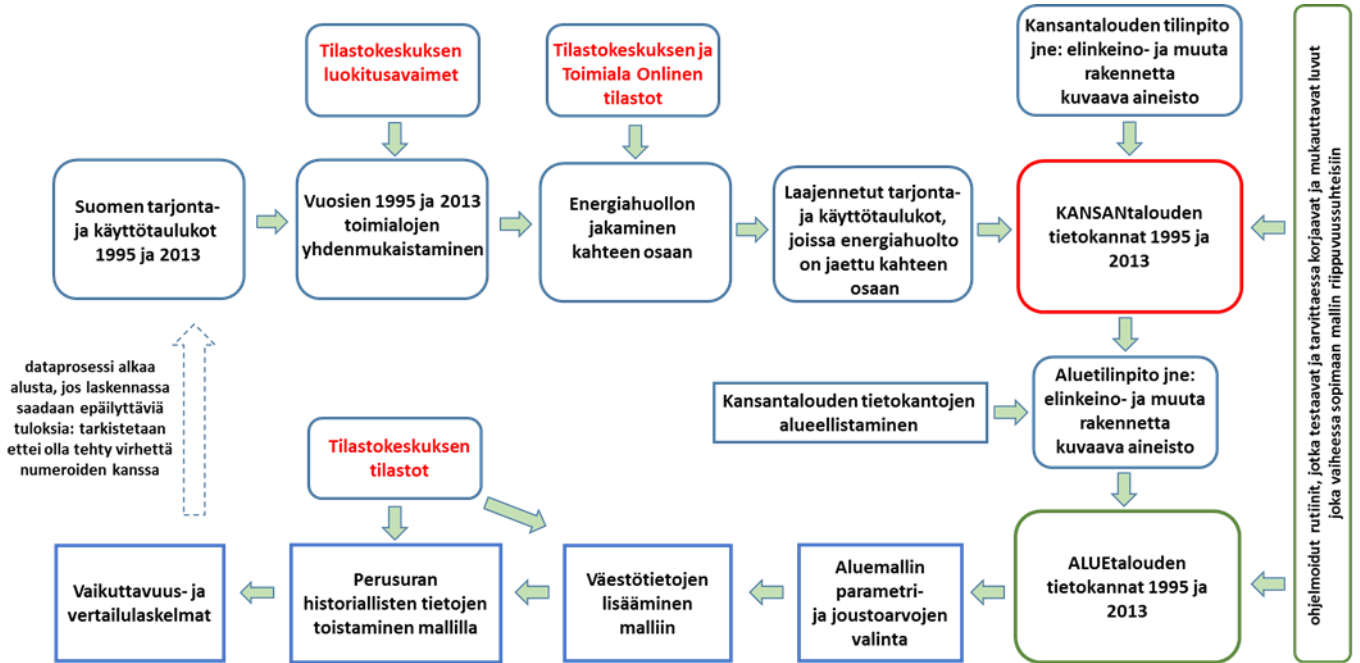 Tilastokeskuksen
luokitusavaimet
Tilastokeskuksen ja
Toimiala Onlinen
tilastot
Kansantalouden tilinpito
jne: elinkeino- ja muuta
rakennetta
kuvaava aineisto
Suomen tarjonta-
ja käyttötaulukot
1995 ja 2013
Vuosien 1995 ja 2013
toimialojen
yhdenmukaistaminen
Energiahuollon
jakaminen
kahteen osaan
Laajennetut tarjonta-
ja käyttötaulukot,
joissa energiahuolto
on jaettu kahteen
osaan
KANSANtalouden
tietokannat 1995 ja
2013
ohjelmoidut rutiinit, jotka testaavat ja tarvittaessa korjaavat ja mukauttavat luvut
joka vaiheessa sopimaan mallin riippuvuussuhteisiin
dataprosessi alkaa
alusta, jos laskennassa
saadaan epäilyttäviä
tuloksia: tarkistetaan
ettei olla tehty virhettä
numeroiden kanssa
Tilastokeskuksen
tilastot
Kansantalouden tietokantojen
alueellistaminen
Aluetilinpito jne:
elinkeino- ja muuta
rakennetta
kuvaava aineisto
Vaikuttavuus- ja
vertailulaskelmat
Perusuran
historiallisten tietojen
toistaminen mallilla
Väestötietojen
lisääminen
malliin
Aluemallin
parametri-
ja joustoarvojen
valinta
ALUEtalouden
tietokannat 1995 ja
2013